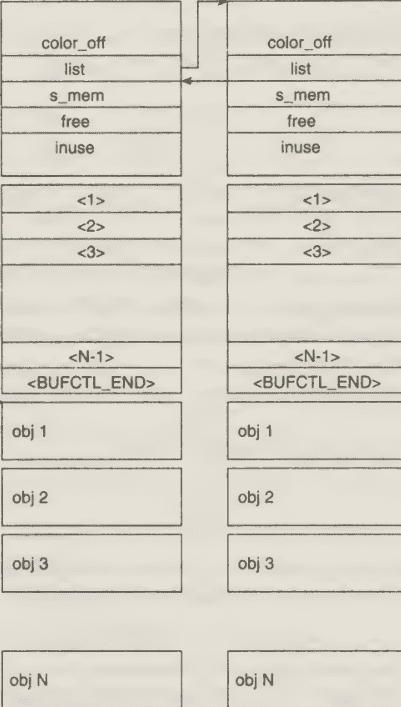 color_off
list
s_mem
free
inuse
<1>
<2>
<3>
<N-1>
<BUFCTL_END>
obj 1
obj 2
obj 3
obj N
color_off
list
s_mem
free
inuse
<1>
<2>
<3>
<N-1>
<BUFCTL_END>
obj 1
obj 2
obj 3
obj N